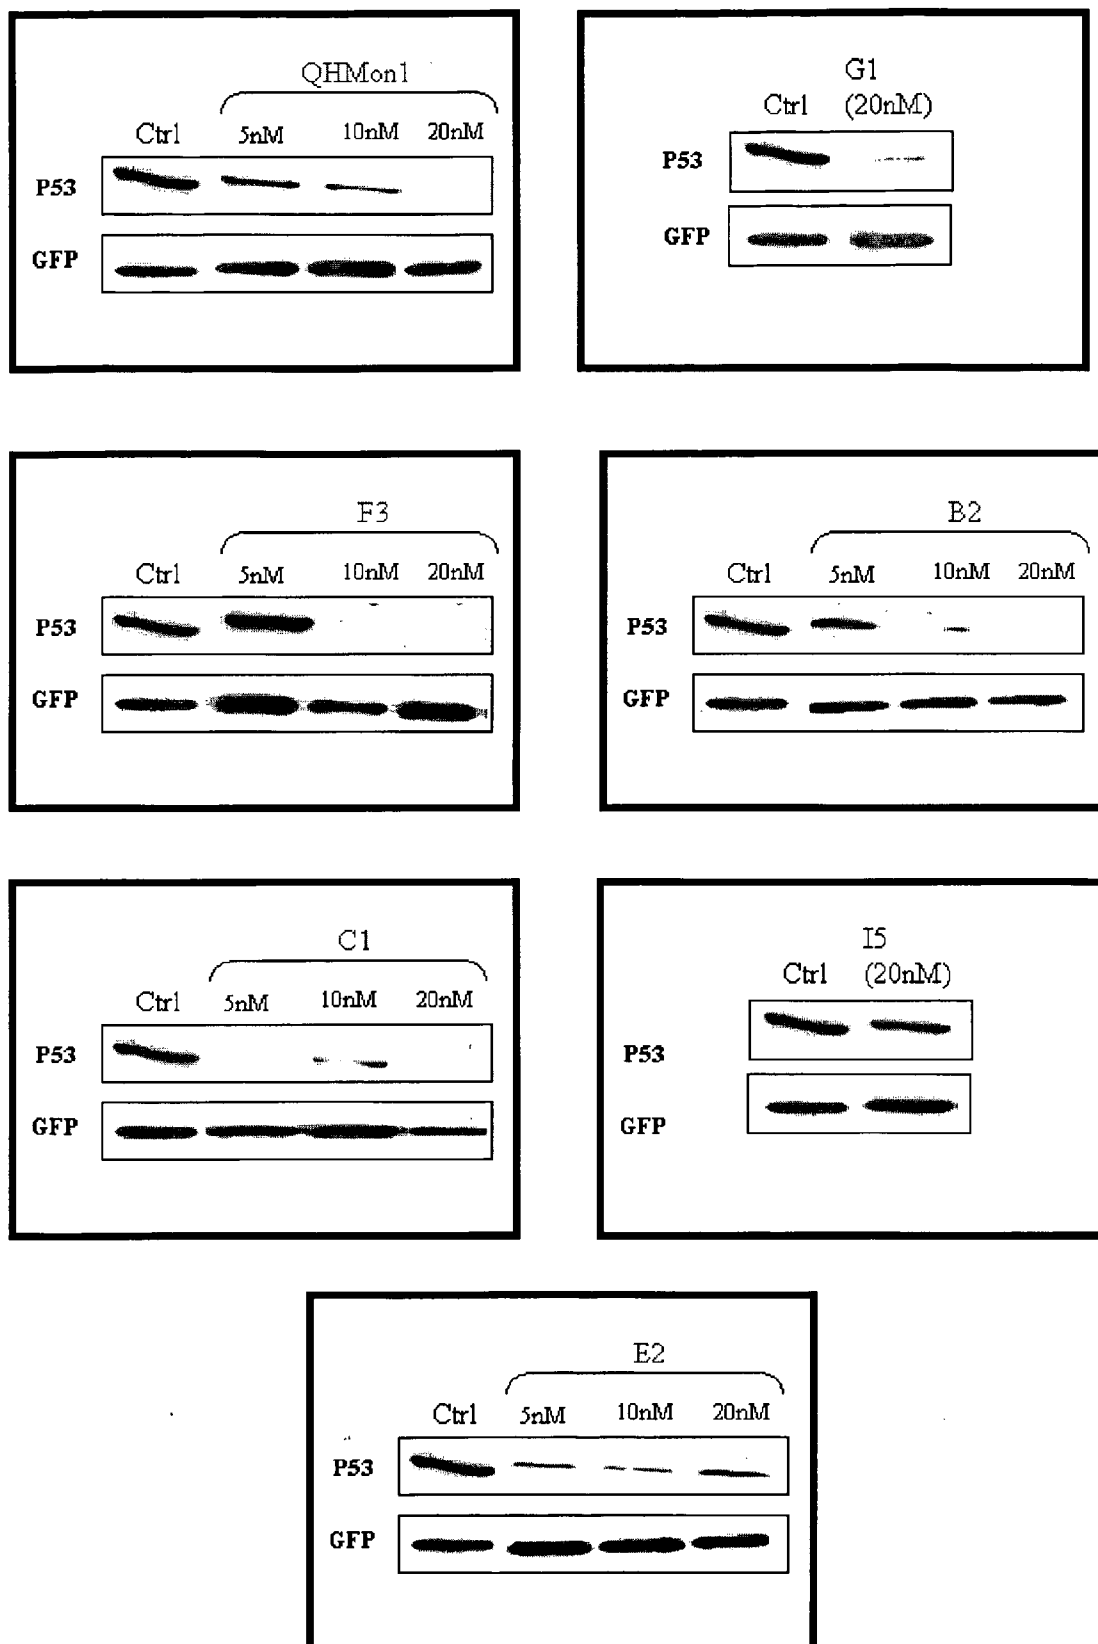 QHMon1
Ctrl 5nM 10nM 20nM
P53
GFP
G1
Ctrl (20nM)
P53
GFP
F3
Ctrl 5nM 10nM 20nM
P53
GFP
B2
Ctrl 5nM 10nM 20nM
P53
GFP
C1
Ctrl 5nM 10nM 20nM
P53
GFP
I5
Ctrl (20nM)
P53
GFP
E2
Ctrl 5nM 10nM 20nM
P53
GFP